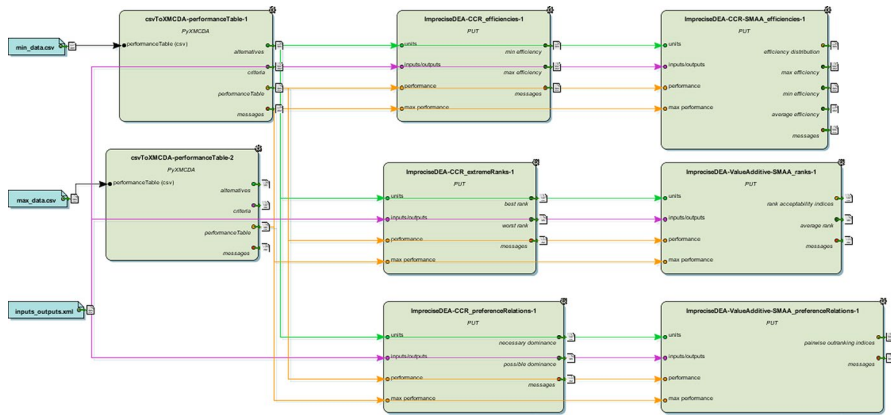 csvToXMCDA-performanceTable-1
PyXMCDA
performanceTable (csv)
alternatives
criteria
performanceTable
messages
min_data.csv
ImpreciseDEA-CCR_efficiencies-1
PUT
units
min efficiency
inputs/outputs
max efficiency
performance
messages
max performance
ImpreciseDEA-CCR-SMAA_efficiencies-1
PUT
units
efficiency distribution
inputs/outputs
max efficiency
performance
min efficiency
max performance
average efficiency
messages
csvToXMCDA-performanceTable-2
PyXMCDA
performanceTable (csv)
alternatives
criteria
performanceTable
messages
max_data.csv
ImpreciseDEA-CCR_extremeRanks-1
PUT
units
best rank
inputs/outputs
worst rank
performance
messages
max performance
ImpreciseDEA-ValueAdditive-SMAA_ranks-1
PUT
units
rank acceptability indices
inputs/outputs
average rank
performance
messages
max performance
inputs_outputs.xml
ImpreciseDEA-CCR_preferenceRelations-1
PUT
units
necessary dominance
inputs/outputs
possible dominance
performance
messages
max performance
ImpreciseDEA-ValueAdditive-SMAA_preferenceRelations-1
PUT
units
pairwise outranking indices
inputs/outputs
messages
performance
max performance